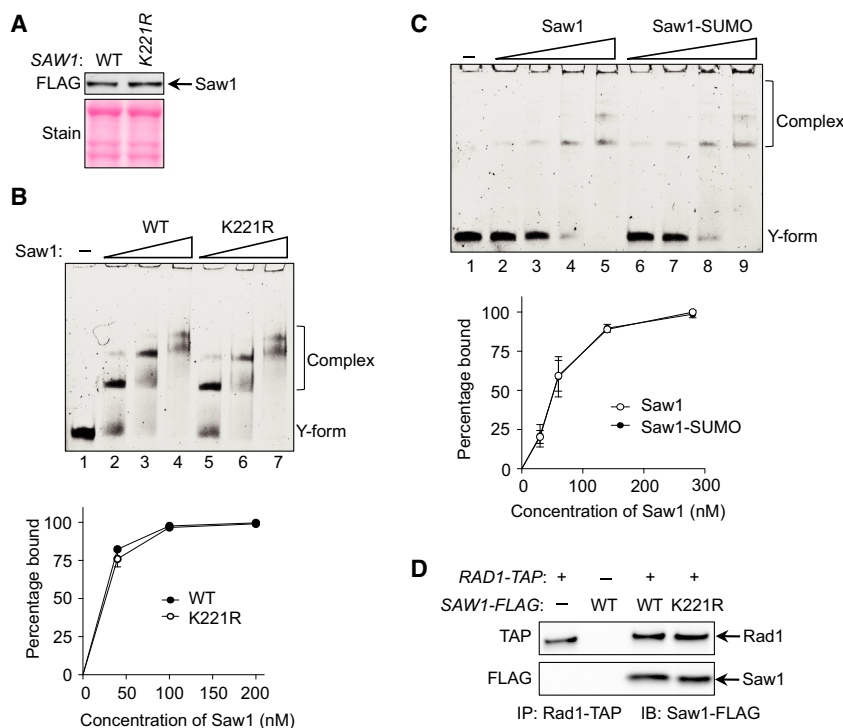 A
SAW1: WT K221R
FLAG Saw1
Stain
B
WT K221R
Saw1: –
Complex
Y-form
1 2 3 4 5 6 7
Percentage bound
100
75
50
25
0
WT
K221R
0 50 100 150 200
Concentration of Saw1 (nM)
C
Saw1 Saw1-SUMO
–
Complex
Y-form
1 2 3 4 5 6 7 8 9
Percentage bound
100
75
50
25
0
Saw1
Saw1-SUMO
0 100 200 300
Concentration of Saw1 (nM)
D
RAD1-TAP: + – + +
SAW1-FLAG: – WT WT K221R
TAP Rad1
FLAG Saw1
IP: Rad1-TAP IB: Saw1-FLAG